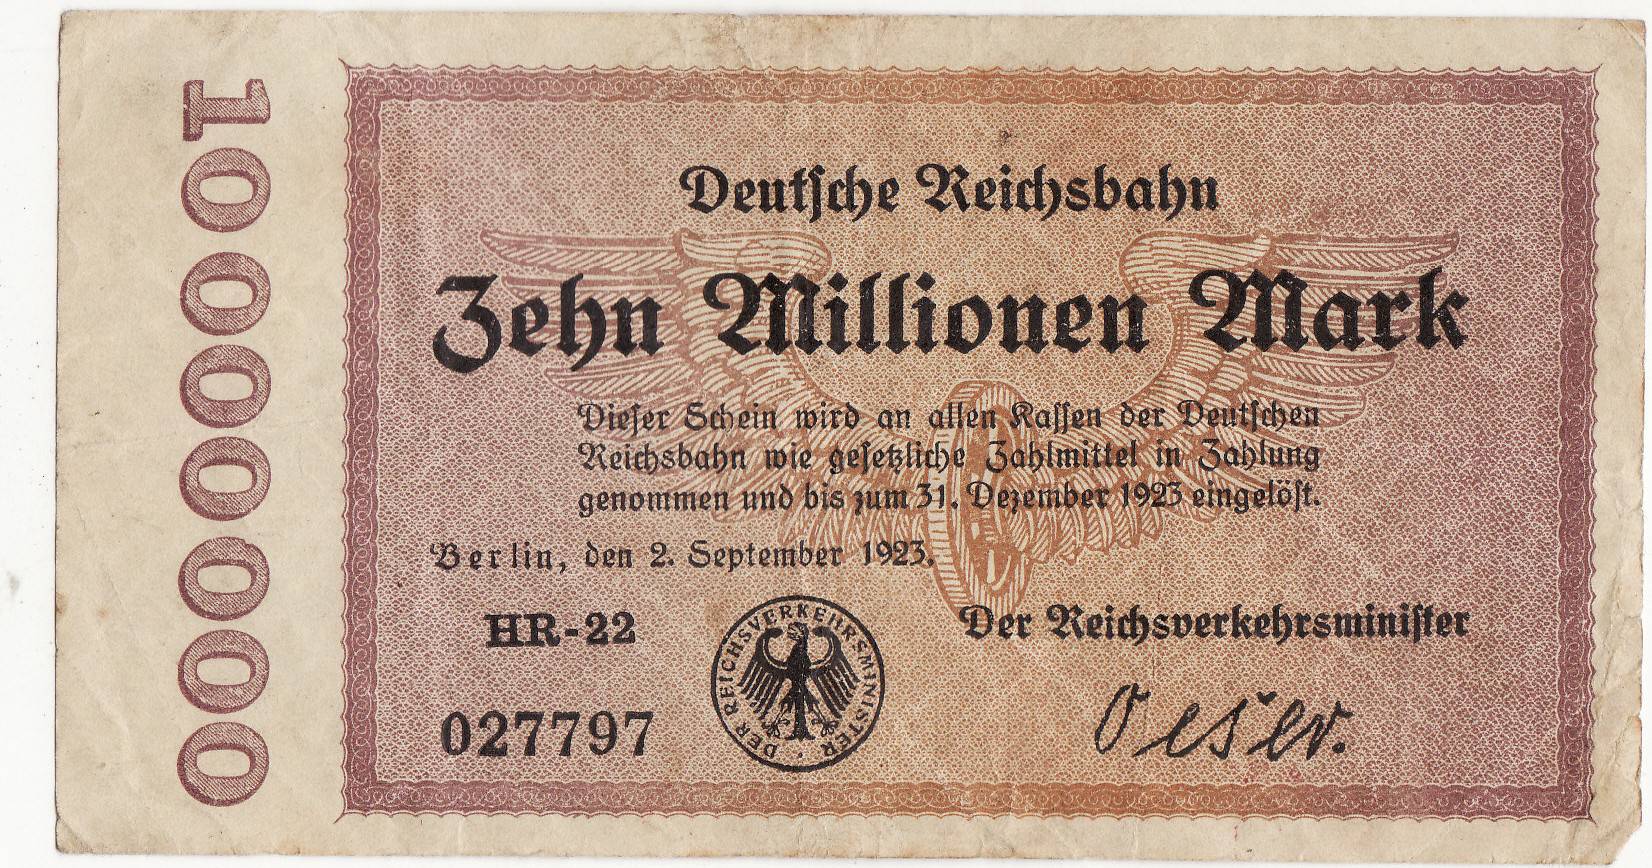 10000000
Deutsche Reichsbahn
Zehn Millionen Mark
Dieser Schein wird an allen Kassen der Deutschen
Reichsbahn wie gesetzliche Zahlmittel in Zahlung
genommen und bis zum 31. Dezember 1923 eingelöst.
Berlin, den 2. September 1923.
HR-22
Der Reichsverkehrsminister
DER REICHSVERKEHRSMINISTER
027797
Oeser.